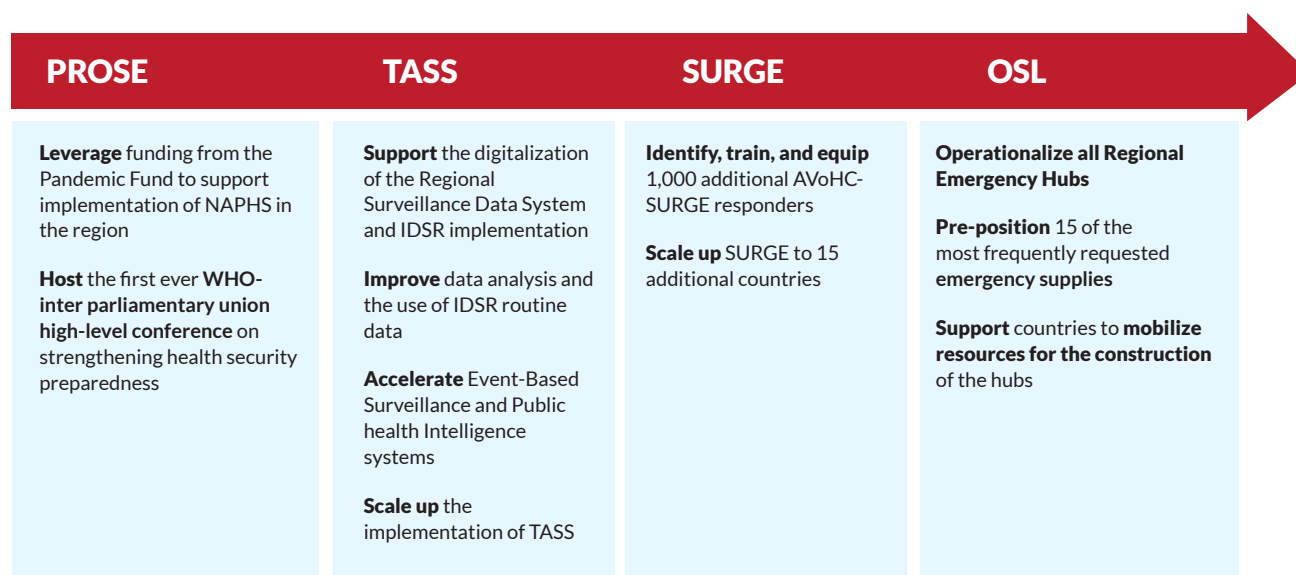 PROSE
TASS
SURGE
OSL
Leverage funding from the
Pandemic Fund to support
implementation of NAPHS in
the region
Host the first ever WHO-
inter parliamentary union
high-level conference on
strengthening health security
preparedness
Support the digitalization
of the Regional
Surveillance Data System
and IDSR implementation
Improve data analysis and
the use of IDSR routine
data
Accelerate Event-Based
Surveillance and Public
health Intelligence
systems
Scale up the
implementation of TASS
Identify, train, and equip
1,000 additional AVoHC-
SURGE responders
Scale up SURGE to 15
additional countries
Operationalize all Regional
Emergency Hubs
Pre-position 15 of the
most frequently requested
emergency supplies
Support countries to mobilize
resources for the construction
of the hubs